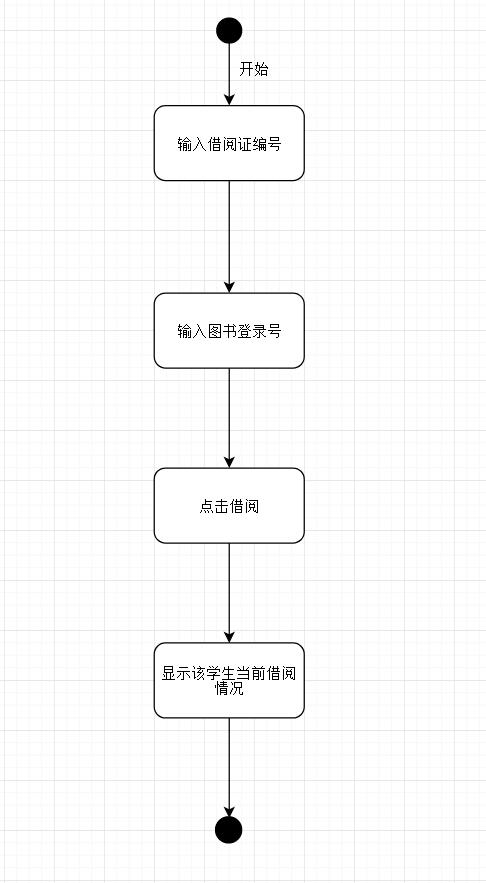 开始
输入借阅证编号
输入图书登录号
点击借阅
显示该学生当前借阅
情况